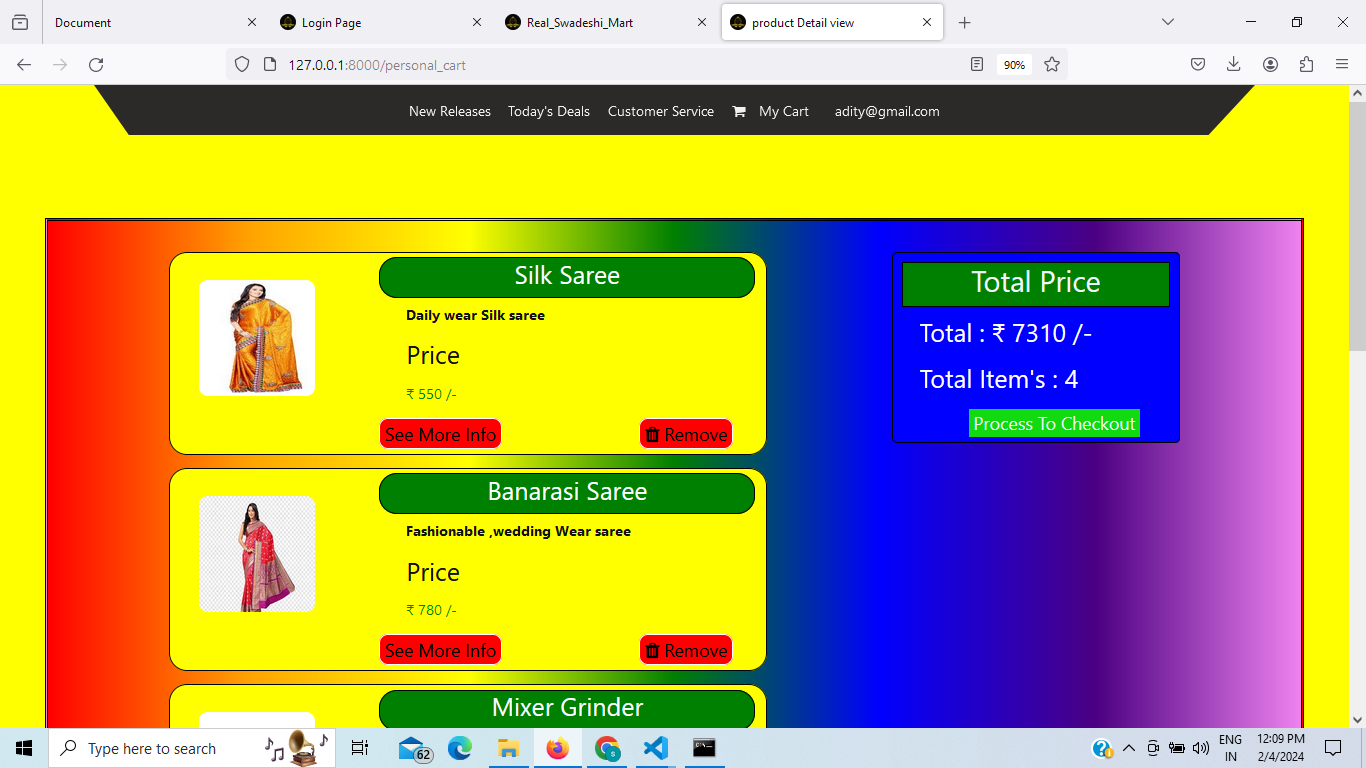 Document
Login Page
Real_Swadeshi_Mart
product Detail view
127.0.0.1:8000/personal_cart
90%
New Releases Today's Deals Customer Service My Cart adity@gmail.com
Silk Saree
Daily wear Silk saree
Price
₹ 550 /-
See More Info Remove
Total Price
Total : ₹ 7310 /-
Total Item's : 4
Process To Checkout
Banarasi Saree
Fashionable ,wedding Wear saree
Price
₹ 780 /-
See More Info Remove
Mixer Grinder
Type here to search
62
ENG
IN
12:09 PM
2/4/2024